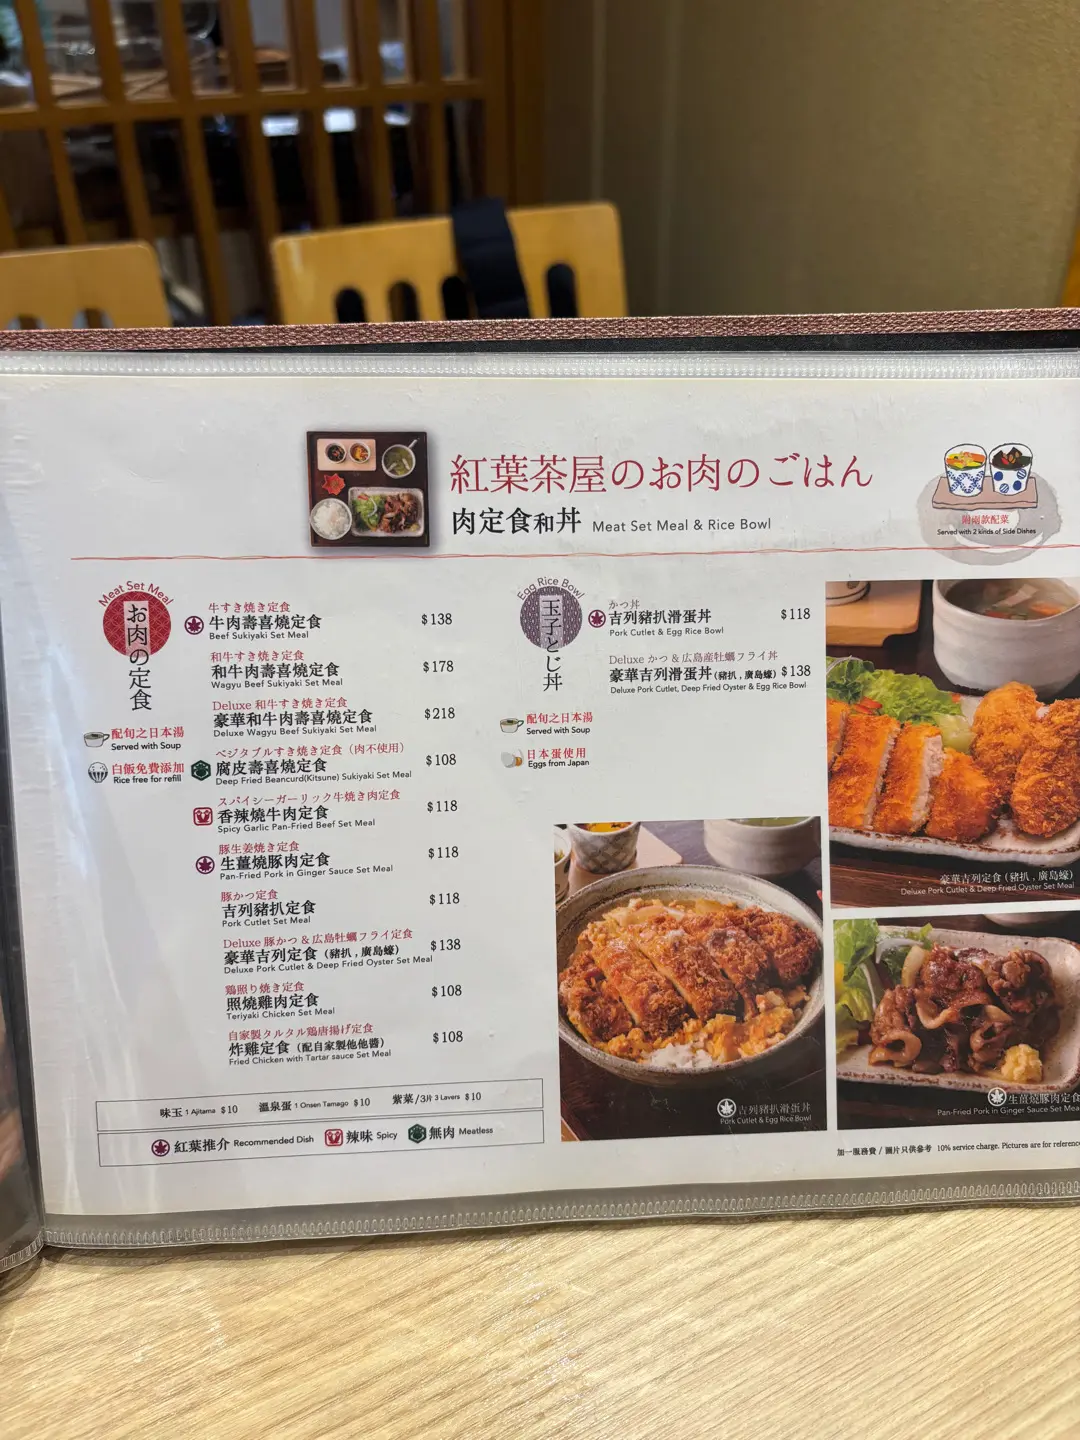 紅葉茶屋のお肉のごはん
肉定食和丼 Meat Set Meal & Rice Bowl
附兩款配菜
Served with 2 kinds of Side Dishes
Meat Set Meal
お肉の定食
配旬之日本湯
Served with Soup
白飯免費添加
Rice free for refill
牛すき焼き定食
牛肉壽喜燒定食 $138
Beef Sukiyaki Set Meal
和牛すき焼き定食
和牛肉壽喜燒定食 $178
Wagyu Beef Sukiyaki Set Meal
Deluxe 和牛すき焼き定食
豪華和牛肉壽喜燒定食 $218
Deluxe Wagyu Beef Sukiyaki Set Meal
ベジタブルすき焼き定食（肉不使用）
腐皮壽喜燒定食 $108
Deep Fried Beancurd(Kitsune) Sukiyaki Set Meal
スパイシーガーリック牛焼き肉定食
香辣燒牛肉定食 $118
Spicy Garlic Pan-Fried Beef Set Meal
豚生姜焼き定食
生薑燒豚肉定食 $118
Pan-Fried Pork in Ginger Sauce Set Meal
豚かつ定食
吉列豬扒定食 $118
Pork Cutlet Set Meal
Deluxe 豚かつ & 広島牡蠣フライ定食
豪華吉列定食 (豬扒 , 廣島蠔) $138
Deluxe Pork Cutlet & Deep Fried Oyster Set Meal
鶏照り焼き定食
照燒雞肉定食 $108
Teriyaki Chicken Set Meal
自家製タルタル鶏唐揚げ定食
炸雞定食 (配自家製他他醬) $108
Fried Chicken with Tartar sauce Set Meal
味玉 1 Ajitama $10 溫泉蛋 1 Onsen Tamago $10 紫菜/3片 3 Lavers $10
紅葉推介 Recommended Dish 辣味 Spicy 無肉 Meatless
Egg Rice Bowl
玉子とじ丼
配旬之日本湯
Served with Soup
日本蛋使用
Eggs from Japan
かつ丼
吉列豬扒滑蛋丼 $118
Pork Cutlet & Egg Rice Bowl
Deluxe かつ & 広島産牡蠣フライ丼
豪華吉列滑蛋丼 (豬扒 , 廣島蠔) $138
Deluxe Pork Cutlet, Deep Fried Oyster & Egg Rice Bowl
豪華吉列定食 (豬扒 , 廣島蠔)
Deluxe Pork Cutlet & Deep Fried Oyster Set Meal
吉列豬扒滑蛋丼
Pork Cutlet & Egg Rice Bowl
生薑燒豚肉定食
Pan-Fried Pork in Ginger Sauce Set Mea
加一服務費 / 圖片只供參考 10% service charge. Pictures are for reference